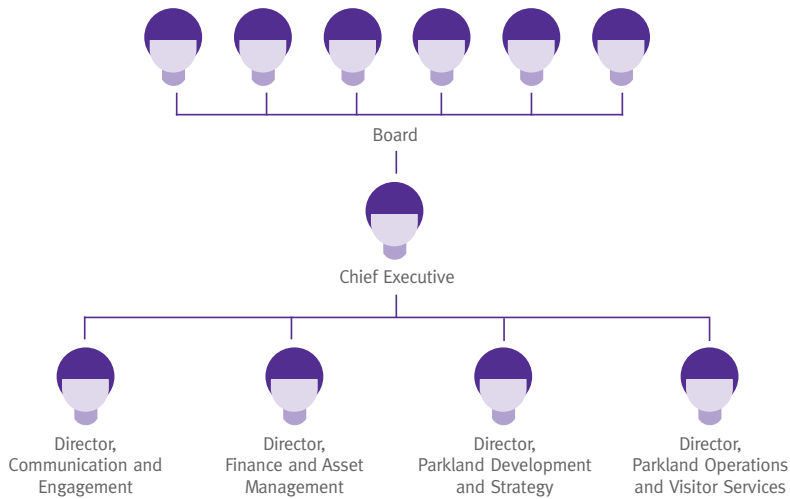 Board
Chief Executive
Director,
Communication and
Engagement
Director,
Finance and Asset
Management
Director,
Parkland Development
and Strategy
Director,
Parkland Operations
and Visitor Services